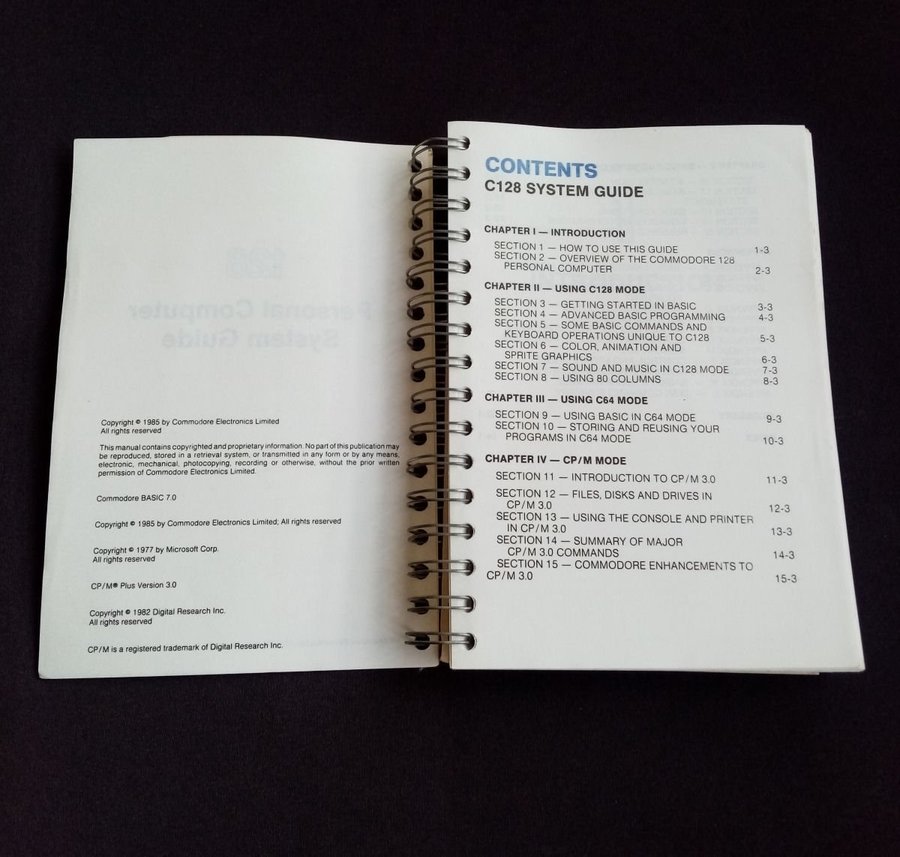 Copyright © 1985 by Commodore Electronics Limited
All rights reserved
This manual contains copyrighted and proprietary information. No part of this publication may
be reproduced, stored in a retrieval system, or transmitted in any form or by any means,
electronic, mechanical, photocopying, recording or otherwise, without the prior written
permission of Commodore Electronics Limited.
Commodore BASIC 7.0
Copyright © 1985 by Commodore Electronics Limited; All rights reserved
Copyright © 1977 by Microsoft Corp.
All rights reserved
CP/M® Plus Version 3.0
Copyright © 1982 Digital Research Inc.
All rights reserved
CP/M is a registered trademark of Digital Research Inc.
CONTENTS
C128 SYSTEM GUIDE
CHAPTER I — INTRODUCTION
SECTION 1 — HOW TO USE THIS GUIDE 1-3
SECTION 2 — OVERVIEW OF THE COMMODORE 128
PERSONAL COMPUTER 2-3
CHAPTER II — USING C128 MODE
SECTION 3 — GETTING STARTED IN BASIC 3-3
SECTION 4 — ADVANCED BASIC PROGRAMMING 4-3
SECTION 5 — SOME BASIC COMMANDS AND
KEYBOARD OPERATIONS UNIQUE TO C128 5-3
SECTION 6 — COLOR, ANIMATION AND
SPRITE GRAPHICS 6-3
SECTION 7 — SOUND AND MUSIC IN C128 MODE 7-3
SECTION 8 — USING 80 COLUMNS 8-3
CHAPTER III — USING C64 MODE
SECTION 9 — USING BASIC IN C64 MODE 9-3
SECTION 10 — STORING AND REUSING YOUR
PROGRAMS IN C64 MODE 10-3
CHAPTER IV — CP/M MODE
SECTION 11 — INTRODUCTION TO CP/M 3.0 11-3
SECTION 12 — FILES, DISKS AND DRIVES IN
CP/M 3.0 12-3
SECTION 13 — USING THE CONSOLE AND PRINTER
IN CP/M 3.0 13-3
SECTION 14 — SUMMARY OF MAJOR
CP/M 3.0 COMMANDS 14-3
SECTION 15 — COMMODORE ENHANCEMENTS TO
CP/M 3.0 15-3